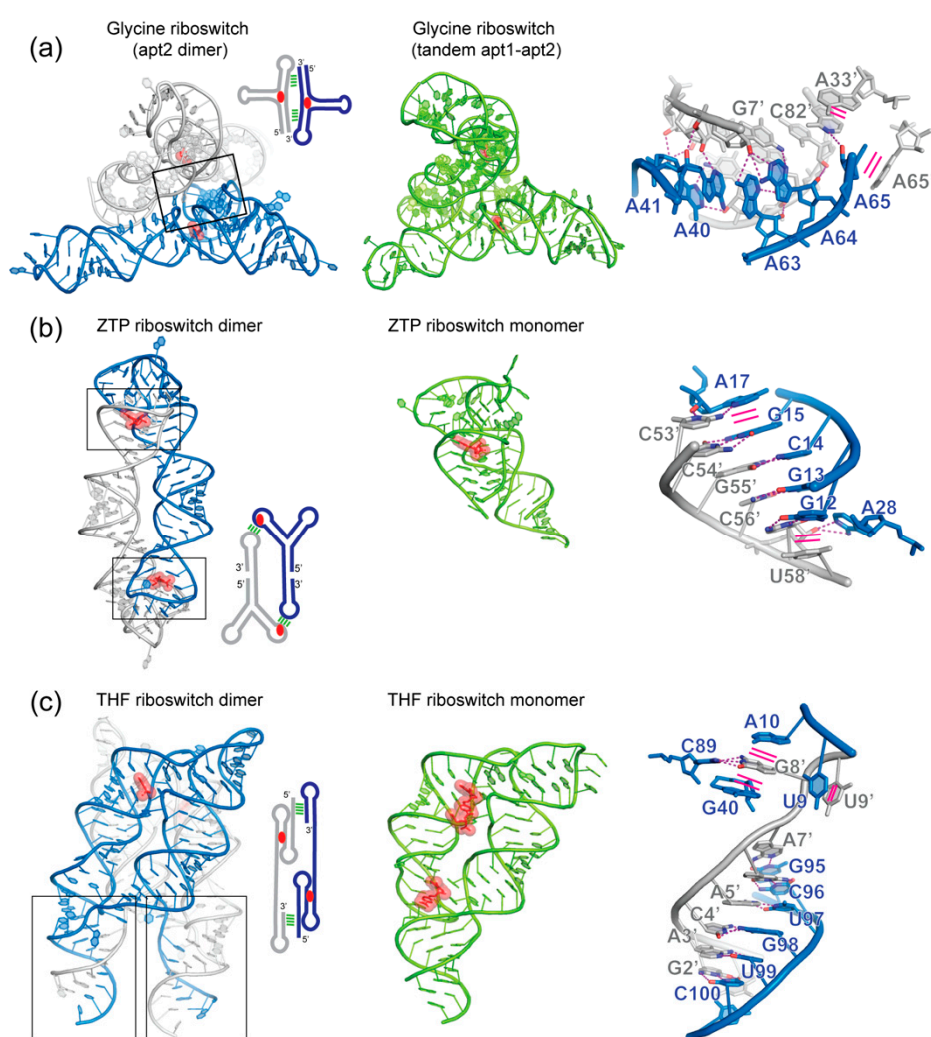 (a)
Glycine riboswitch
(apt2 dimer)
3'
5'
5'
3'
Glycine riboswitch
(tandem apt1-apt2)
A33'
G7'
C82'
A65
A41
A40
A65
A64
A63
(b)
ZTP riboswitch dimer
3'
5'
5'
3'
ZTP riboswitch monomer
A17
G15
C53'
C14
C54'
G13
G55'
G12
A28
C56'
U58'
(c)
THF riboswitch dimer
5'
3'
3'
5'
THF riboswitch monomer
A10
C89
G8'
G40
U9
U9'
A7'
G95
A5'
C96
C4'
U97
A3'
G98
G2'
U99
C100